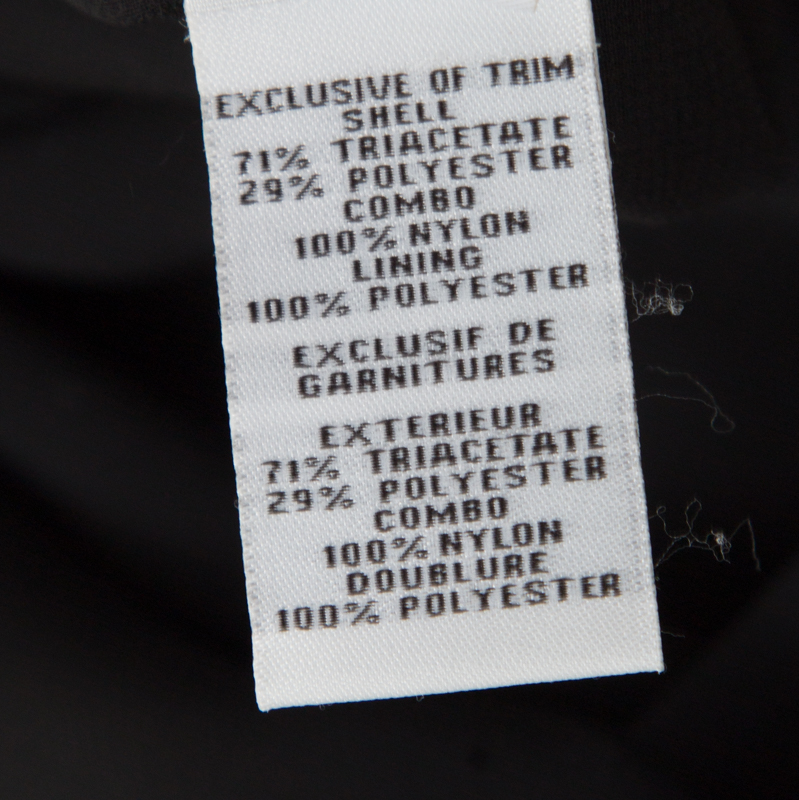 EXCLUSIVE OF TRIM
SHELL
71% TRIACETATE
29% POLYESTER
COMBO
100% NYLON
LINING
100% POLYESTER
EXCLUSIF DE
GARNITURES
EXTERIEUR
71% TRIACETATE
29% POLYESTER
COMBO
100% NYLON
DOUBLURE
100% POLYESTER